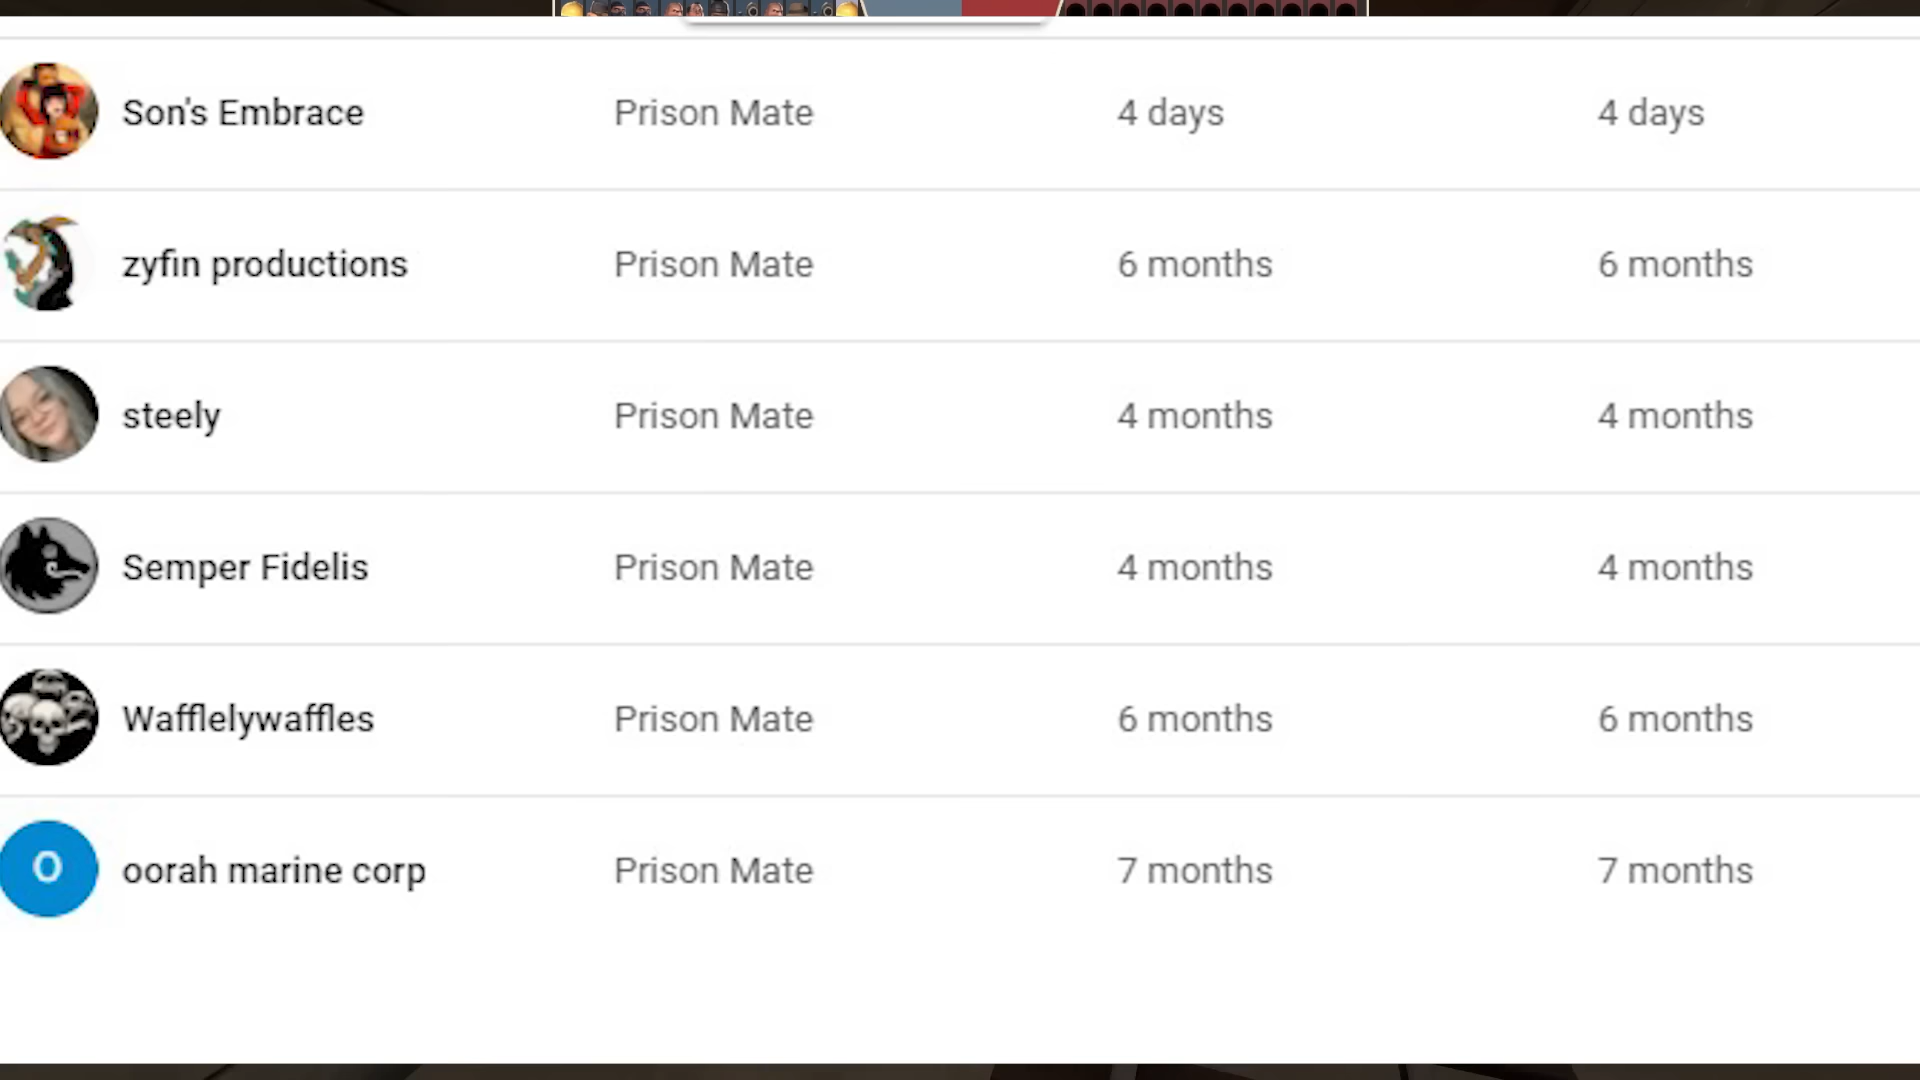 Son's Embrace Prison Mate 4 days 4 days
zyfin productions Prison Mate 6 months 6 months
steely Prison Mate 4 months 4 months
Semper Fidelis Prison Mate 4 months 4 months
Wafflelywaffles Prison Mate 6 months 6 months
O oorah marine corp Prison Mate 7 months 7 months